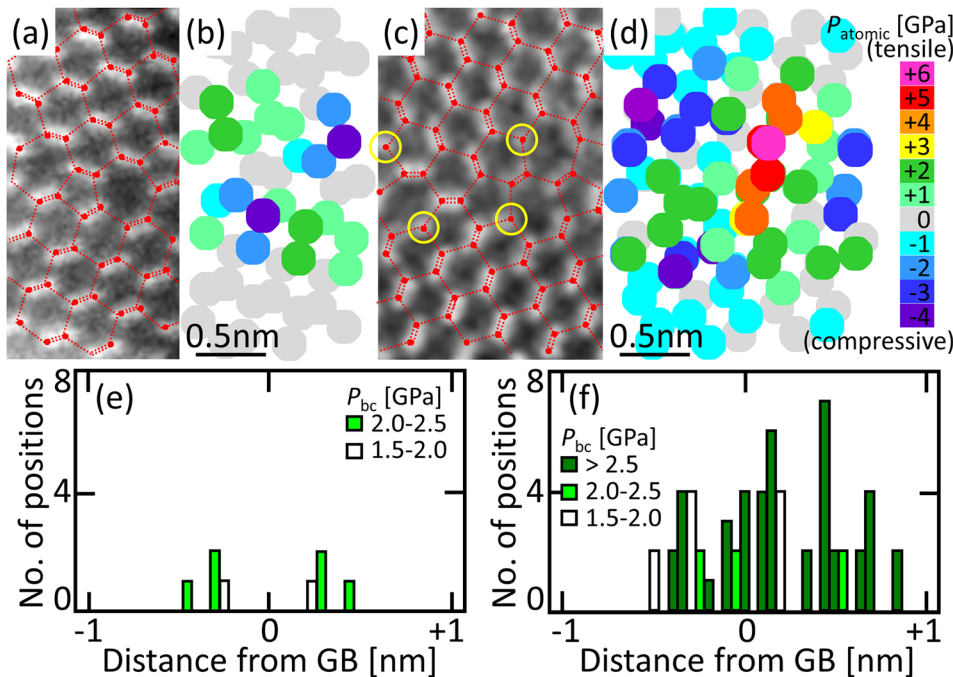 (a)
(b)
(c)
(d)
P_atomic [GPa]
(tensile)
+6
+5
+4
+3
+2
+1
0
-1
-2
-3
-4
(compressive)
0.5nm
0.5nm
(e)
P_bc [GPa]
2.0-2.5
1.5-2.0
8
4
0
No. of positions
-1
0
+1
Distance from GB [nm]
(f)
P_bc [GPa]
> 2.5
2.0-2.5
1.5-2.0
8
4
0
No. of positions
-1
0
+1
Distance from GB [nm]